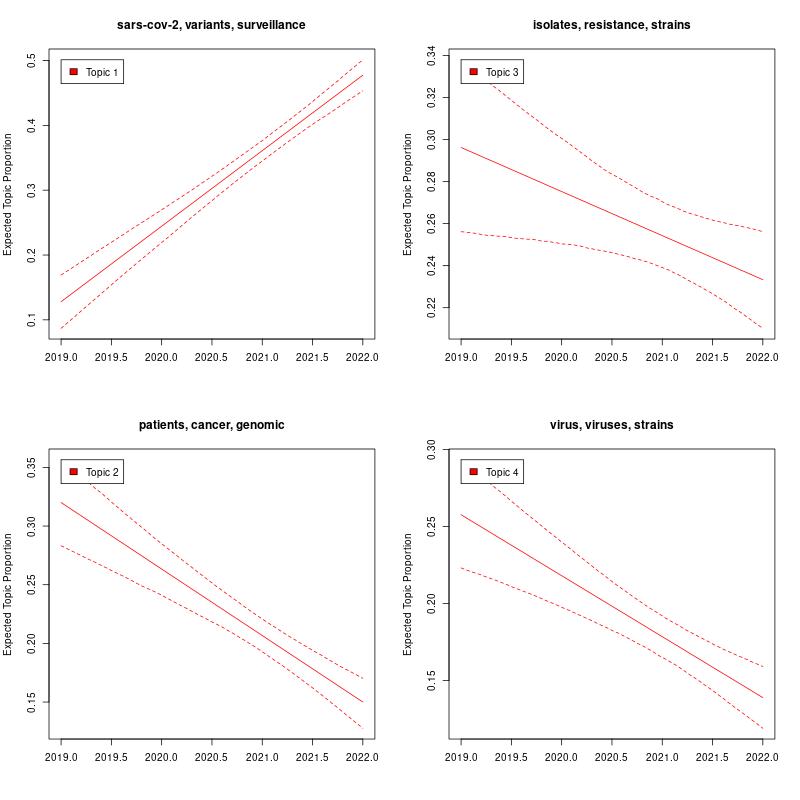 sars-cov-2, variants, surveillance
Topic 1
Expected Topic Proportion
0.5
0.4
0.3
0.2
0.1
2019.0 2019.5 2020.0 2020.5 2021.0 2021.5 2022.0
isolates, resistance, strains
Topic 3
Expected Topic Proportion
0.34
0.32
0.30
0.28
0.26
0.24
0.22
2019.0 2019.5 2020.0 2020.5 2021.0 2021.5 2022.0
patients, cancer, genomic
Topic 2
Expected Topic Proportion
0.35
0.30
0.25
0.20
0.15
2019.0 2019.5 2020.0 2020.5 2021.0 2021.5 2022.0
virus, viruses, strains
Topic 4
Expected Topic Proportion
0.30
0.25
0.20
0.15
2019.0 2019.5 2020.0 2020.5 2021.0 2021.5 2022.0